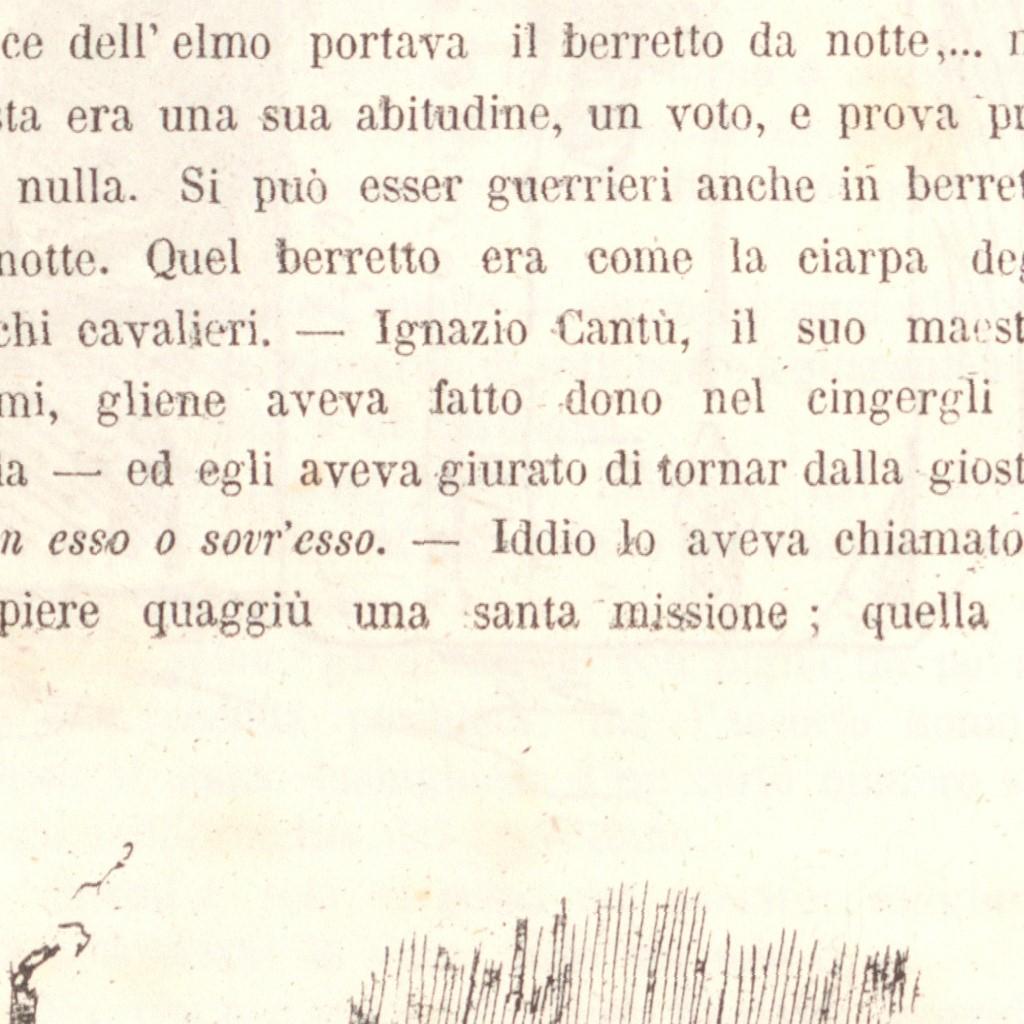 ce dell' elmo portava il berretto da notte,...
sta era una sua abitudine, un voto, e prova pr
nulla. Si può esser guerrieri anche in berret
notte. Quel berretto era come la ciarpa deg
chi cavalieri. — Ignazio Cantù, il suo maest
mi, gliene aveva fatto dono nel cingergli
la — ed egli aveva giurato di tornar dalla giost
n esso o sovr'esso. — Iddio lo aveva chiamato
piere quaggiù una santa missione ; quella